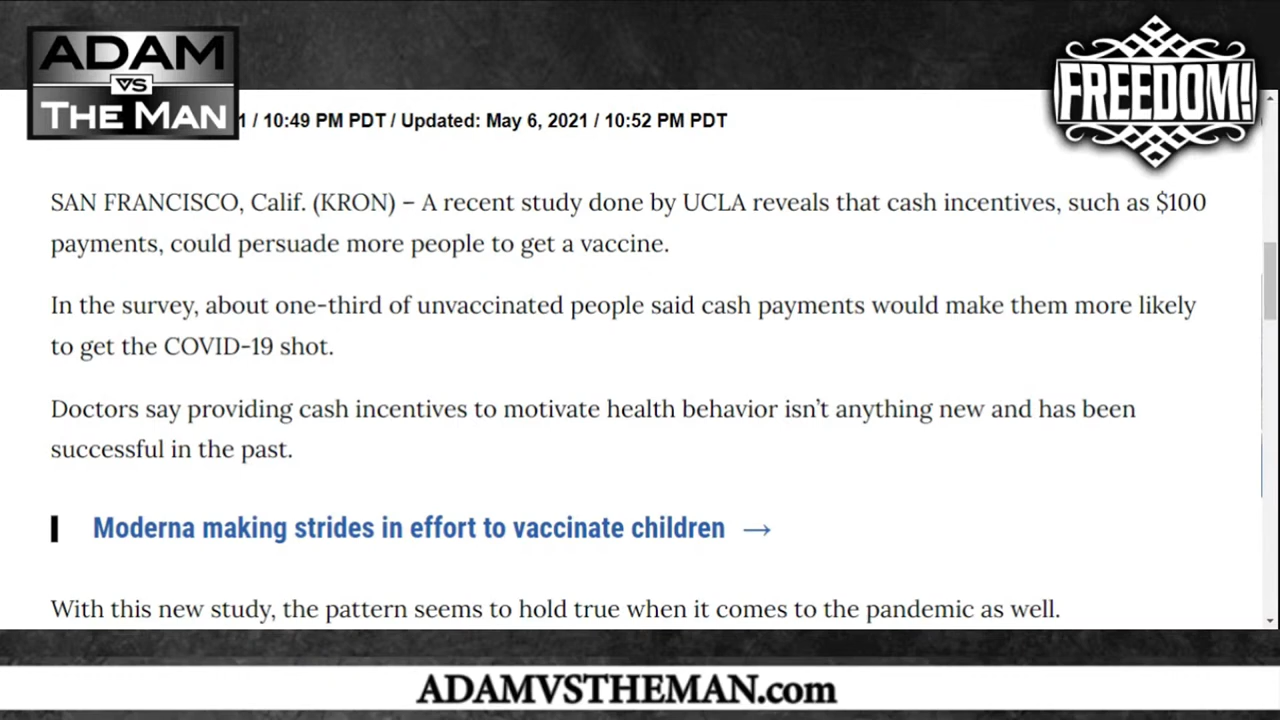 ADAM
VS
THE MAN
FREEDOM!
1 / 10:49 PM PDT / Updated: May 6, 2021 / 10:52 PM PDT
SAN FRANCISCO, Calif. (KRON) – A recent study done by UCLA reveals that cash incentives, such as $100
payments, could persuade more people to get a vaccine.
In the survey, about one-third of unvaccinated people said cash payments would make them more likely
to get the COVID-19 shot.
Doctors say providing cash incentives to motivate health behavior isn’t anything new and has been
successful in the past.
Moderna making strides in effort to vaccinate children →
With this new study, the pattern seems to hold true when it comes to the pandemic as well.
ADAMVSTHEMAN.com